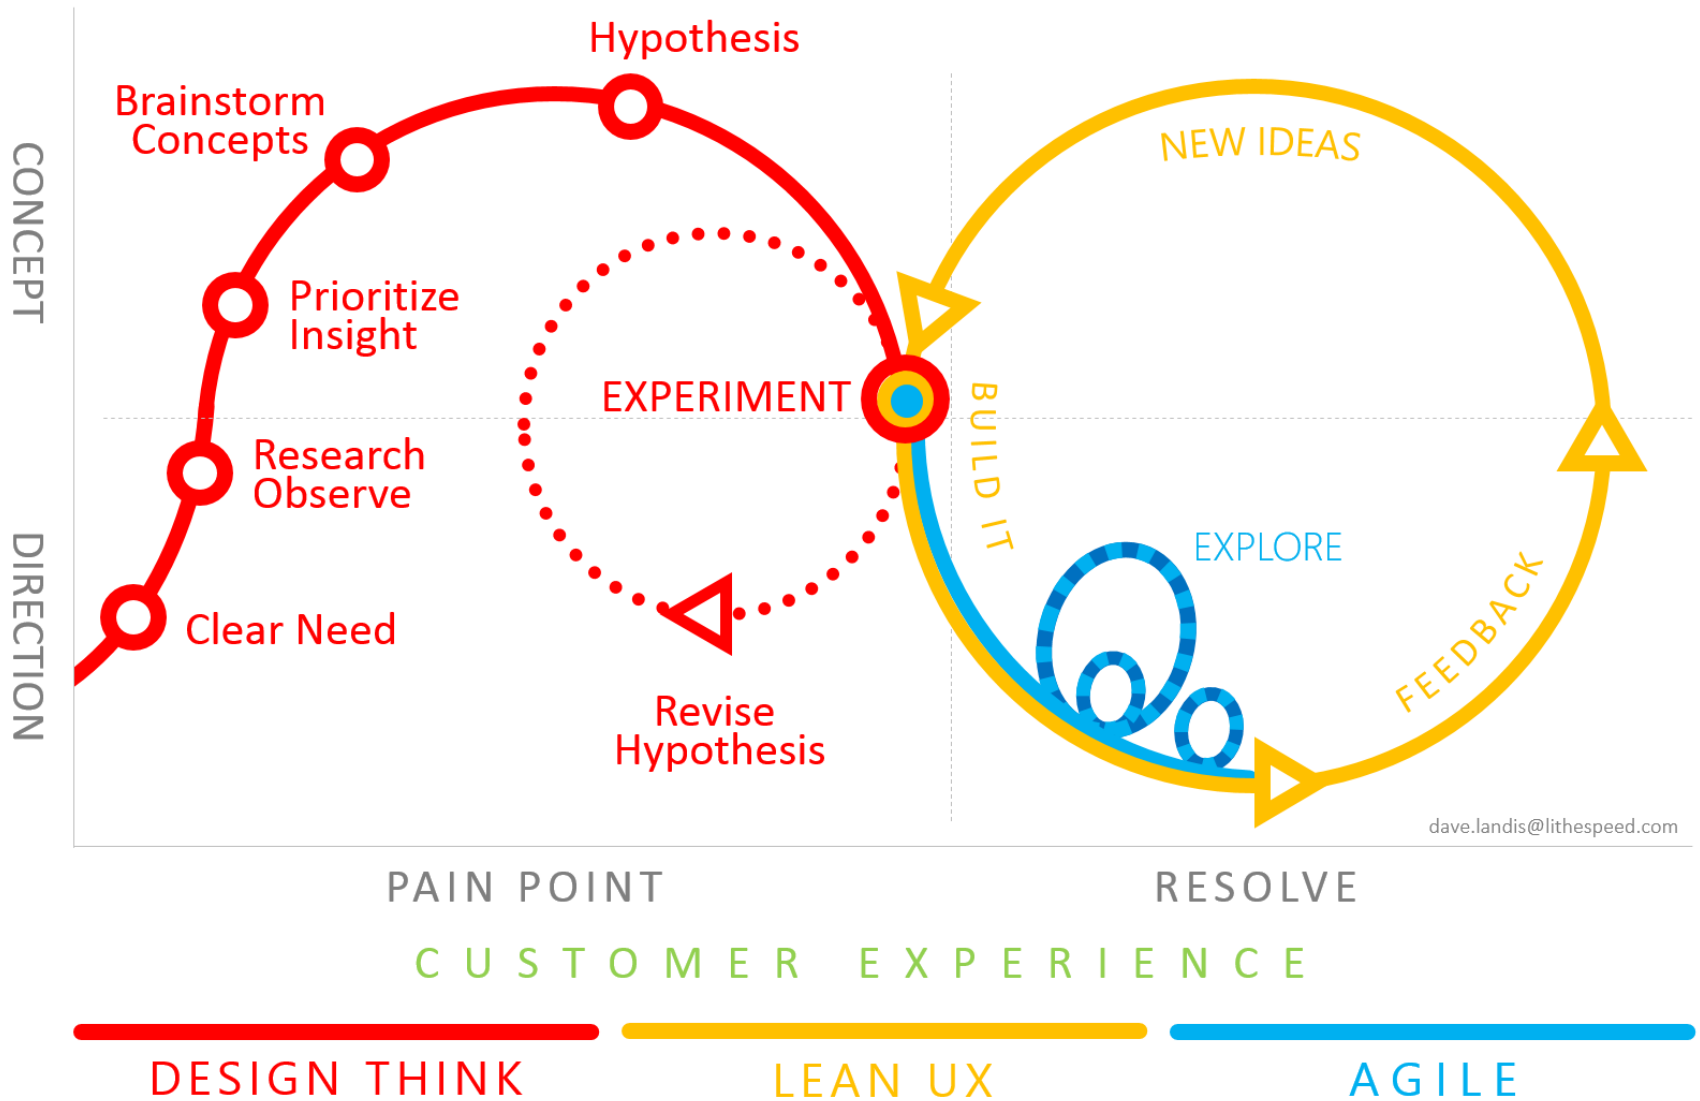 Hypothesis
Brainstorm
Concepts
NEW IDEAS
CONCEPT
Prioritize
Insight
EXPERIMENT
BUILD IT
Research
Observe
EXPLORE
FEEDBACK
DIRECTION
Clear Need
Revise
Hypothesis
dave.landis@lithespeed.com
PAIN POINT
RESOLVE
CUSTOMER EXPERIENCE
DESIGN THINK
LEAN UX
AGILE